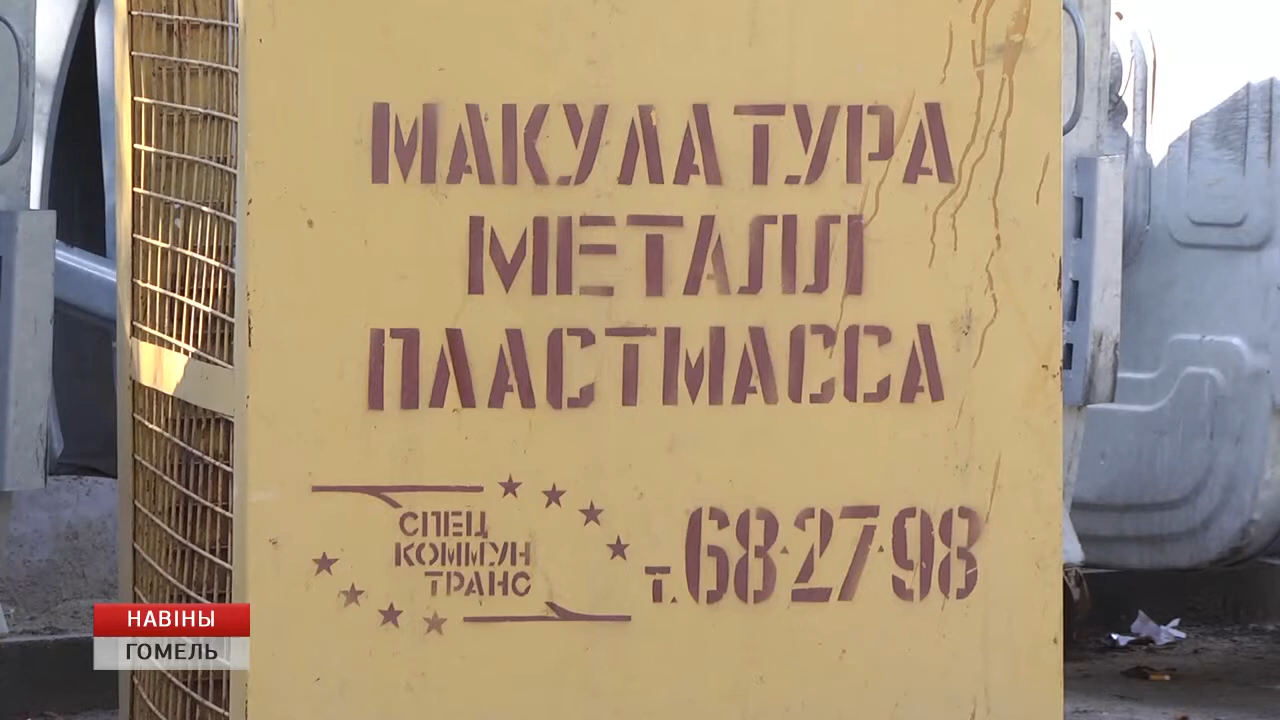 МАКУЛАТУРА
МЕТАЛЛ
ПЛАСТМАССА
СПЕЦ
КОММУН
ТРАНС
т. 68-27-98
НАВІНЫ
ГОМЕЛЬ